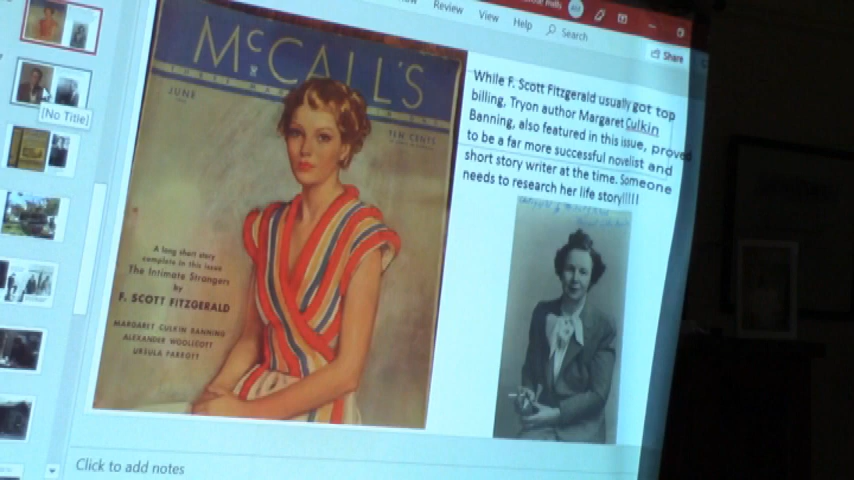 Review View Help Search
Share
[No Title]
McCALL'S
JUNE
TEN CENTS
A long short story
complete in this issue
The Intimate Strangers
by
F. SCOTT FITZGERALD
MARGARET CULKIN BANNING
ALEXANDER WOOLLCOTT
URSULA PARROTT
While F. Scott Fitzgerald usually got top
billing, Tryon author Margaret Culkin
Banning, also featured in this issue, proved
to be a far more successful novelist and
short story writer at the time. Someone
needs to research her life story!!!!!
Click to add notes